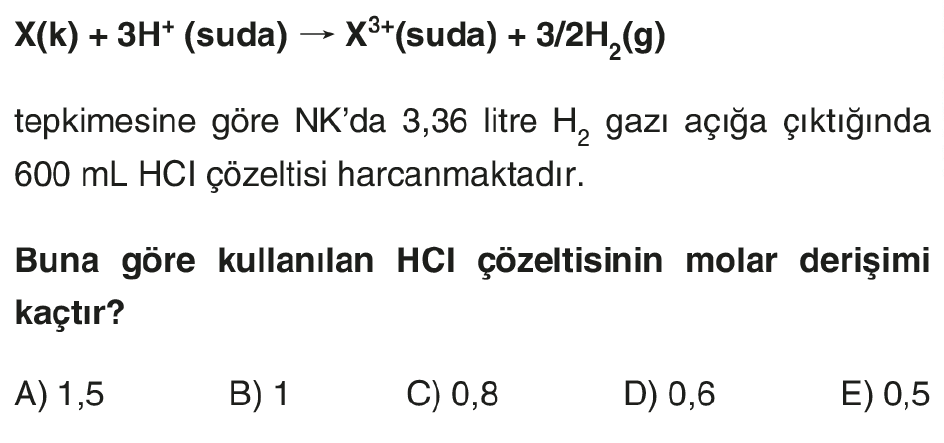 X(k) + 3H⁺ (suda) → X³⁺(suda) + 3/2H₂(g)
tepkimesine göre NK’da 3,36 litre H₂ gazı açığa çıktığında
600 mL HCl çözeltisi harcanmaktadır.
Buna göre kullanılan HCl çözeltisinin molar derişimi
kaçtır?
A) 1,5 B) 1 C) 0,8 D) 0,6 E) 0,5